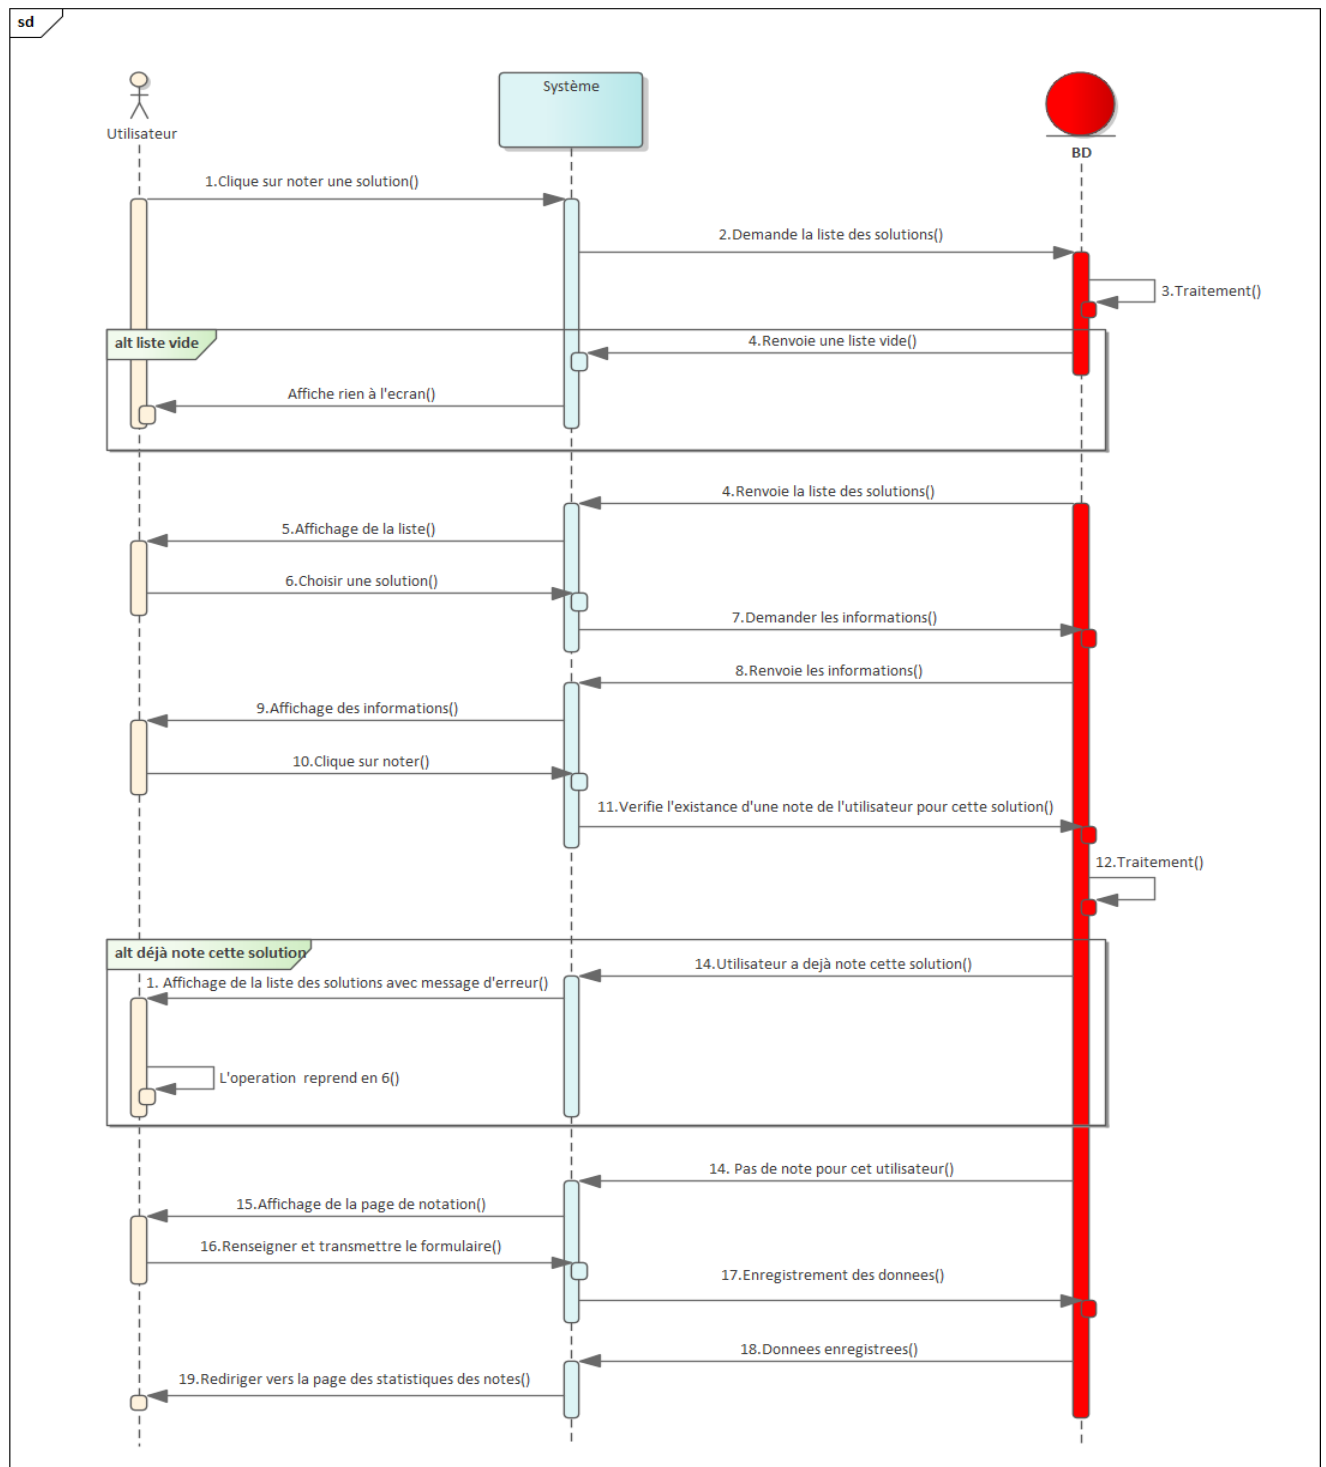 sd
Utilisateur
Système
BD
1.Clique sur noter une solution()
2.Demande la liste des solutions()
3.Traitement()
alt liste vide
4.Renvoie une liste vide()
Affiche rien à l'ecran()
4.Renvoie la liste des solutions()
5.Affichage de la liste()
6.Choisir une solution()
7.Demander les informations()
8.Renvoie les informations()
9.Affichage des informations()
10.Clique sur noter()
11.Verifie l'existance d'une note de l'utilisateur pour cette solution()
12.Traitement()
alt déjà note cette solution
14.Utilisateur a dejà note cette solution()
1. Affichage de la liste des solutions avec message d'erreur()
L'operation  reprend en 6()
14. Pas de note pour cet utilisateur()
15.Affichage de la page de notation()
16.Renseigner et transmettre le formulaire()
17.Enregistrement des donnees()
18.Donnees enregistrees()
19.Rediriger vers la page des statistiques des notes()